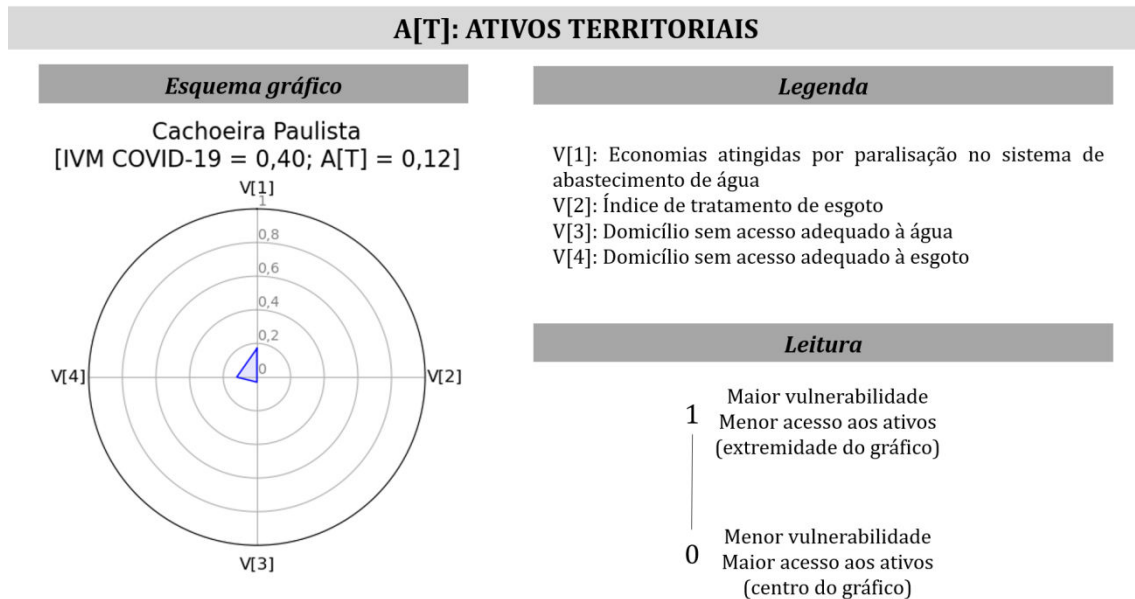 A[T]: ATIVOS TERRITORIAIS
Esquema gráfico
Cachoeira Paulista
[IVM COVID-19 = 0,40; A[T] = 0,12]
V[1]
1
0,8
0,6
0,4
0,2
0
V[4]
V[2]
V[3]
Legenda
V[1]: Economias atingidas por paralisação no sistema de
abastecimento de água
V[2]: Índice de tratamento de esgoto
V[3]: Domicílio sem acesso adequado à água
V[4]: Domicílio sem acesso adequado à esgoto
Leitura
1
Maior vulnerabilidade
Menor acesso aos ativos
(extremidade do gráfico)
0
Menor vulnerabilidade
Maior acesso aos ativos
(centro do gráfico)